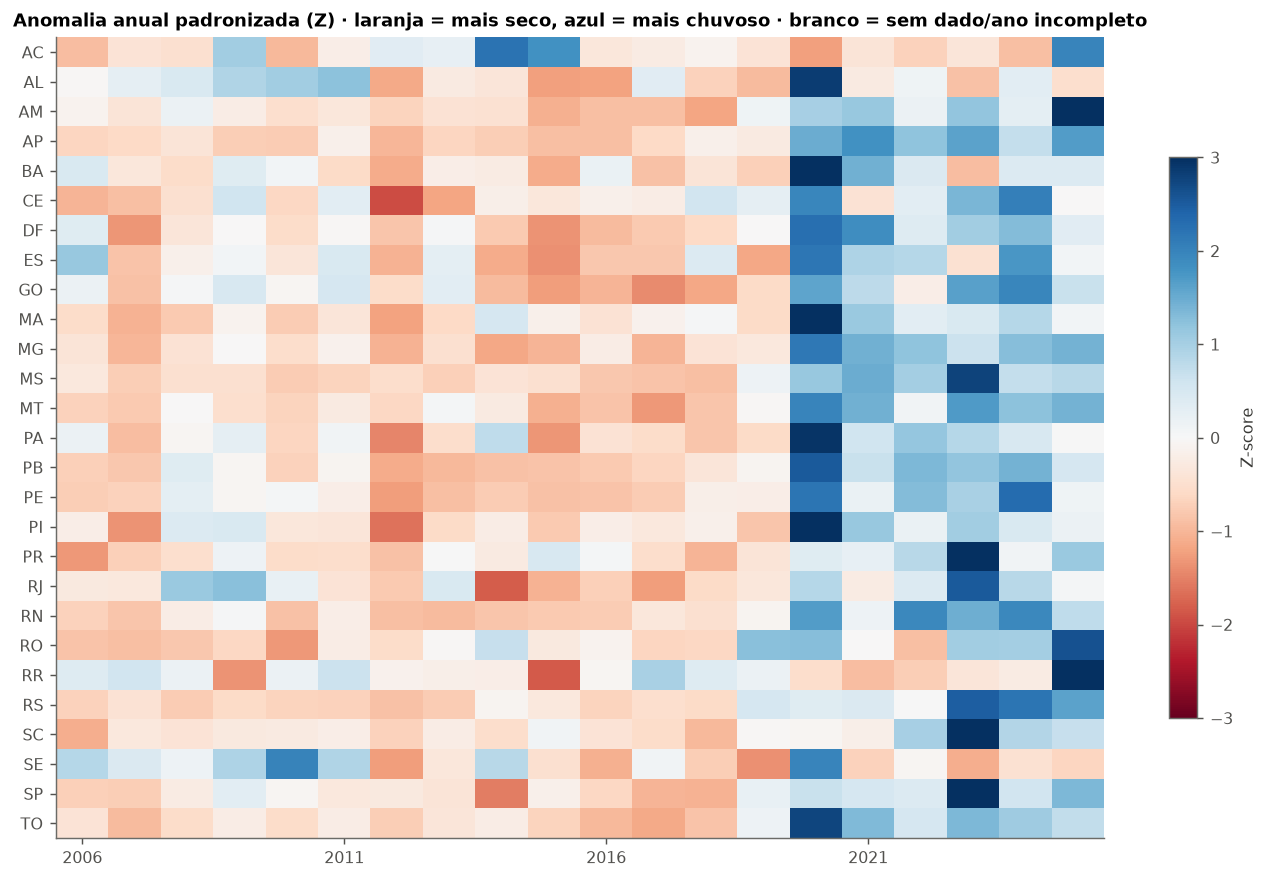 Anomalia anual padronizada (Z) · laranja = mais seco, azul = mais chuvoso · branco = sem dado/ano incompleto
AC
AL
AM
AP
BA
CE
DF
ES
GO
MA
MG
MS
MT
PA
PB
PE
PI
PR
RJ
RN
RO
RR
RS
SC
SE
SP
TO
2006 2011 2016 2021
3
2
1
0
−1
−2
−3
Z-score